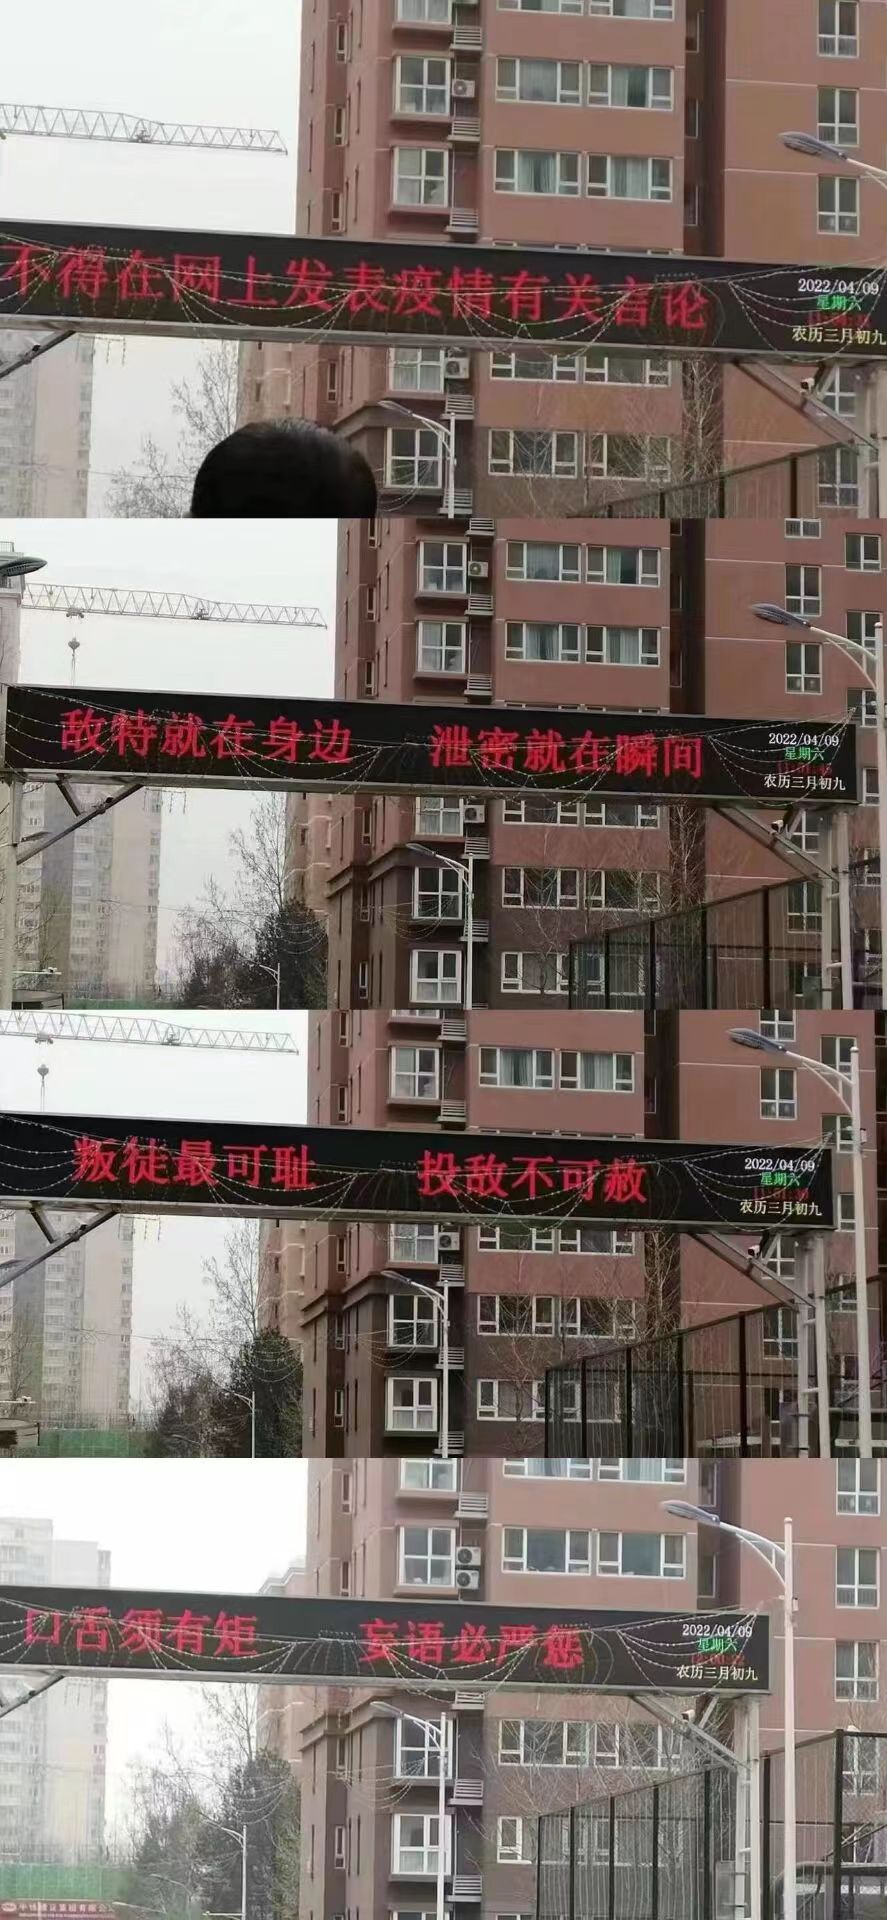 不得在网上发表疫情有关言论
2022/04/09
星期六
农历三月初九
敌特就在身边 泄密就在瞬间
2022/04/09
星期六
农历三月初九
叛徒最可耻 投敌不可赦
2022/04/09
星期六
农历三月初九
口舌须有矩 妄语必严惩
2022/04/09
星期六
农历三月初九